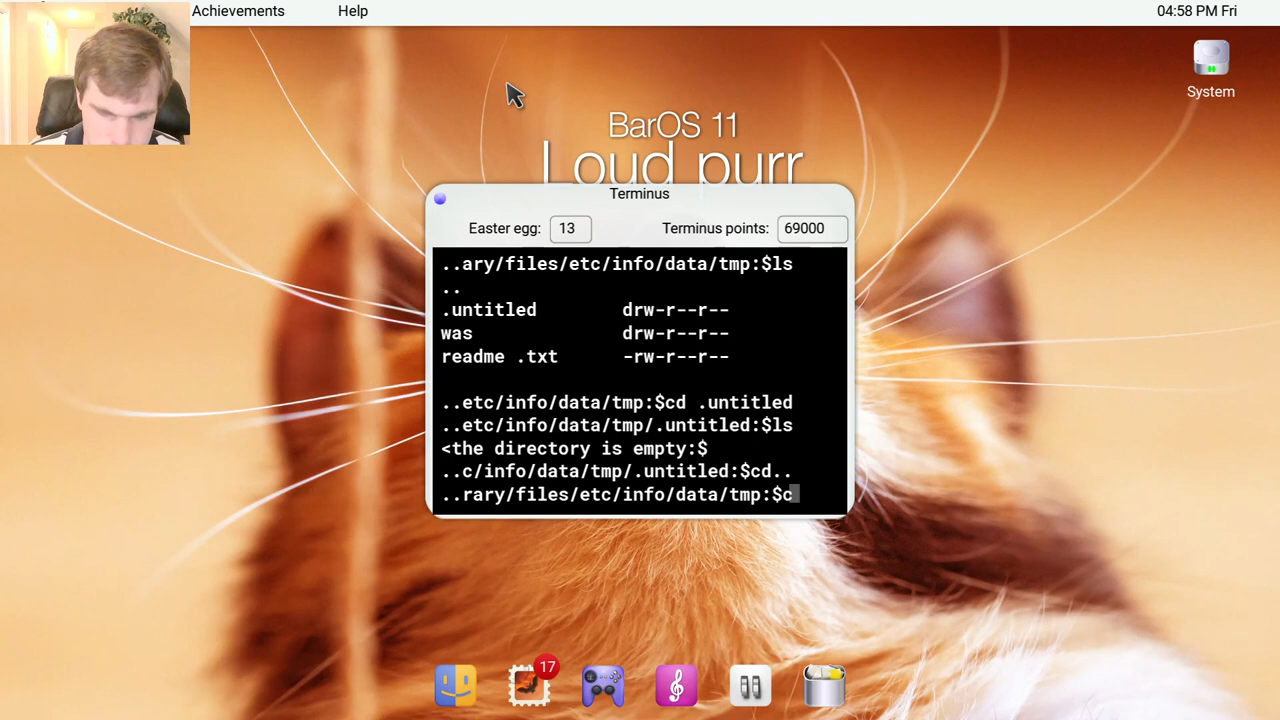 Achievements Help 04:58 PM Fri
System
BarOS 11
Loud purr
Terminus
Easter egg: 13 Terminus points: 69000
..ary/files/etc/info/data/tmp:$ls
..
.untitled drw-r--r--
was drw-r--r--
readme .txt -rw-r--r--
..etc/info/data/tmp:$cd .untitled
..etc/info/data/tmp/.untitled:$ls
<the directory is empty:$
..c/info/data/tmp/.untitled:$cd..
..rary/files/etc/info/data/tmp:$c
17